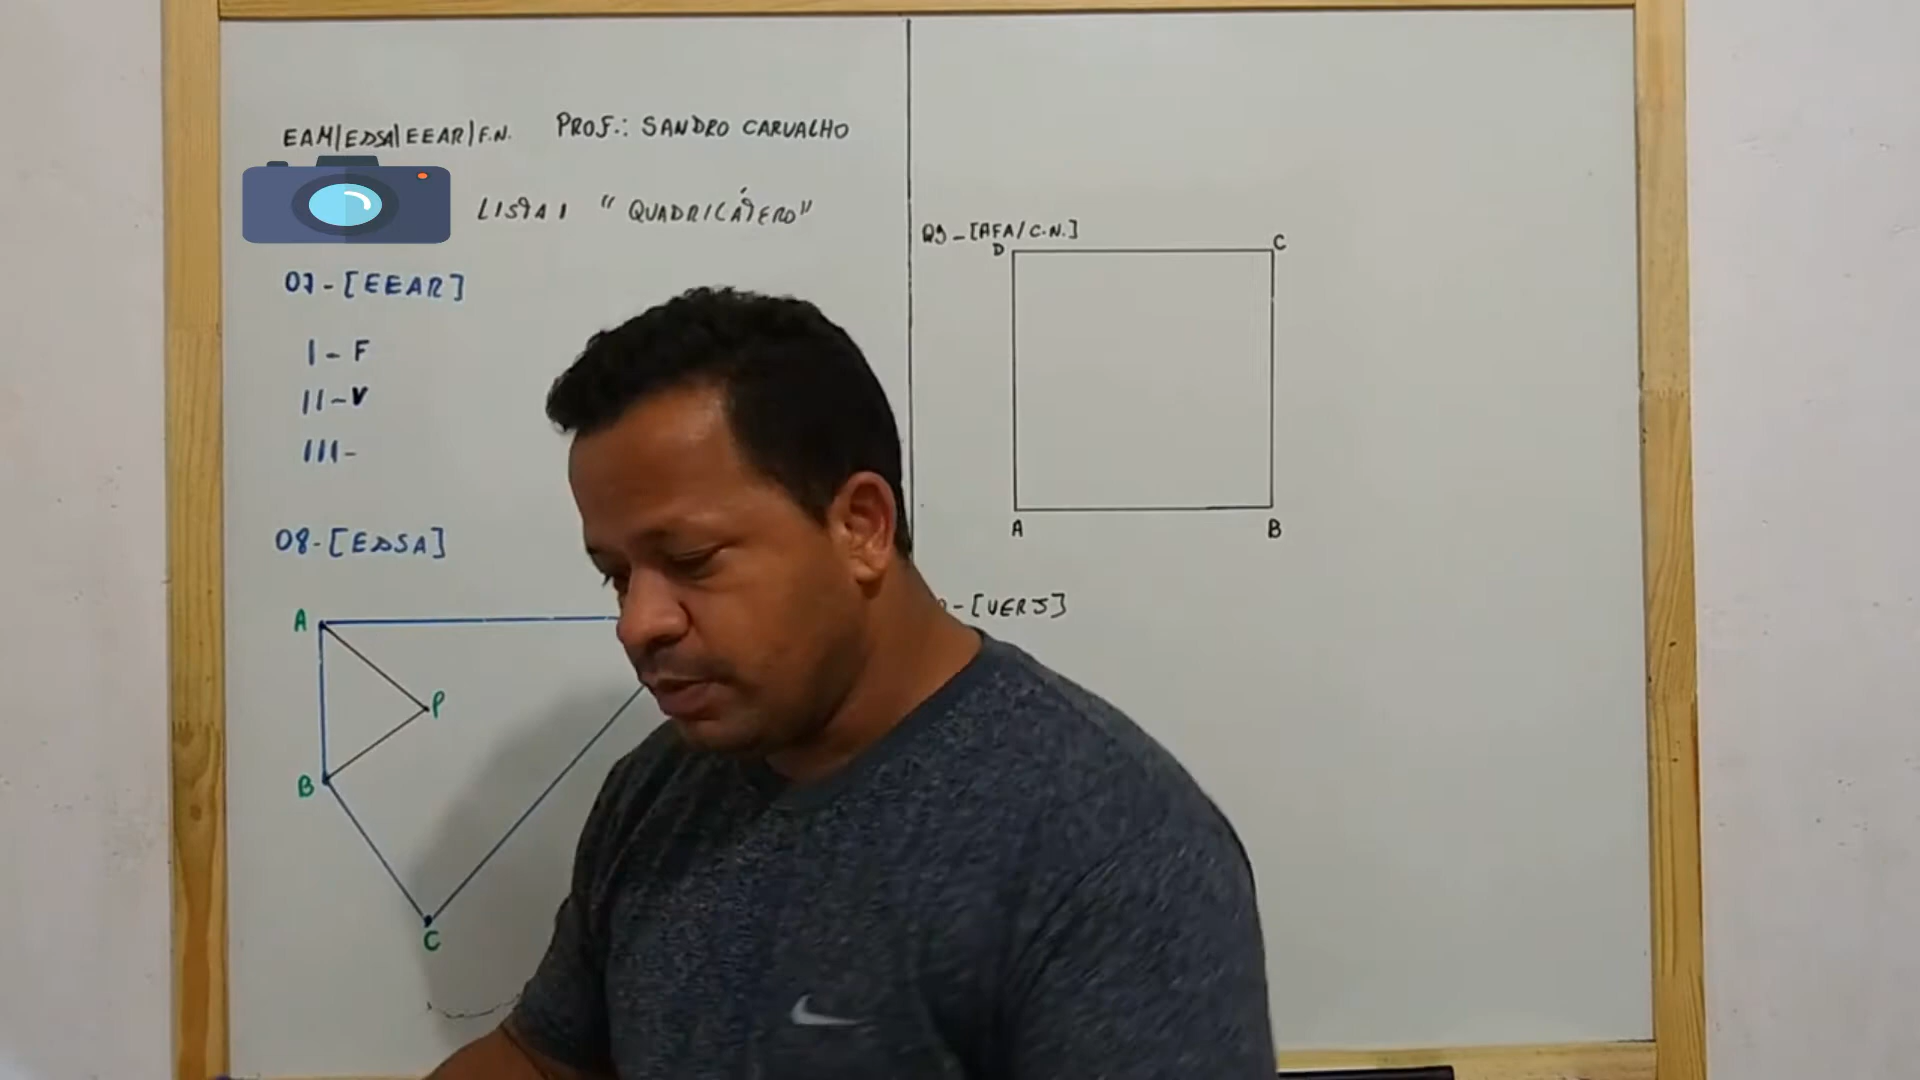 EAM/EDSA/EEAR/F.N. PROF.: SANDRO CARVALHO
LISTA 1 "QUADRILÁTERO"
07-[EEAR]
I - F
II - V
III -
08-[EDSA]
A
P
B
C
09-[AFA/C.N.]
D C
A B
-[UERJ]